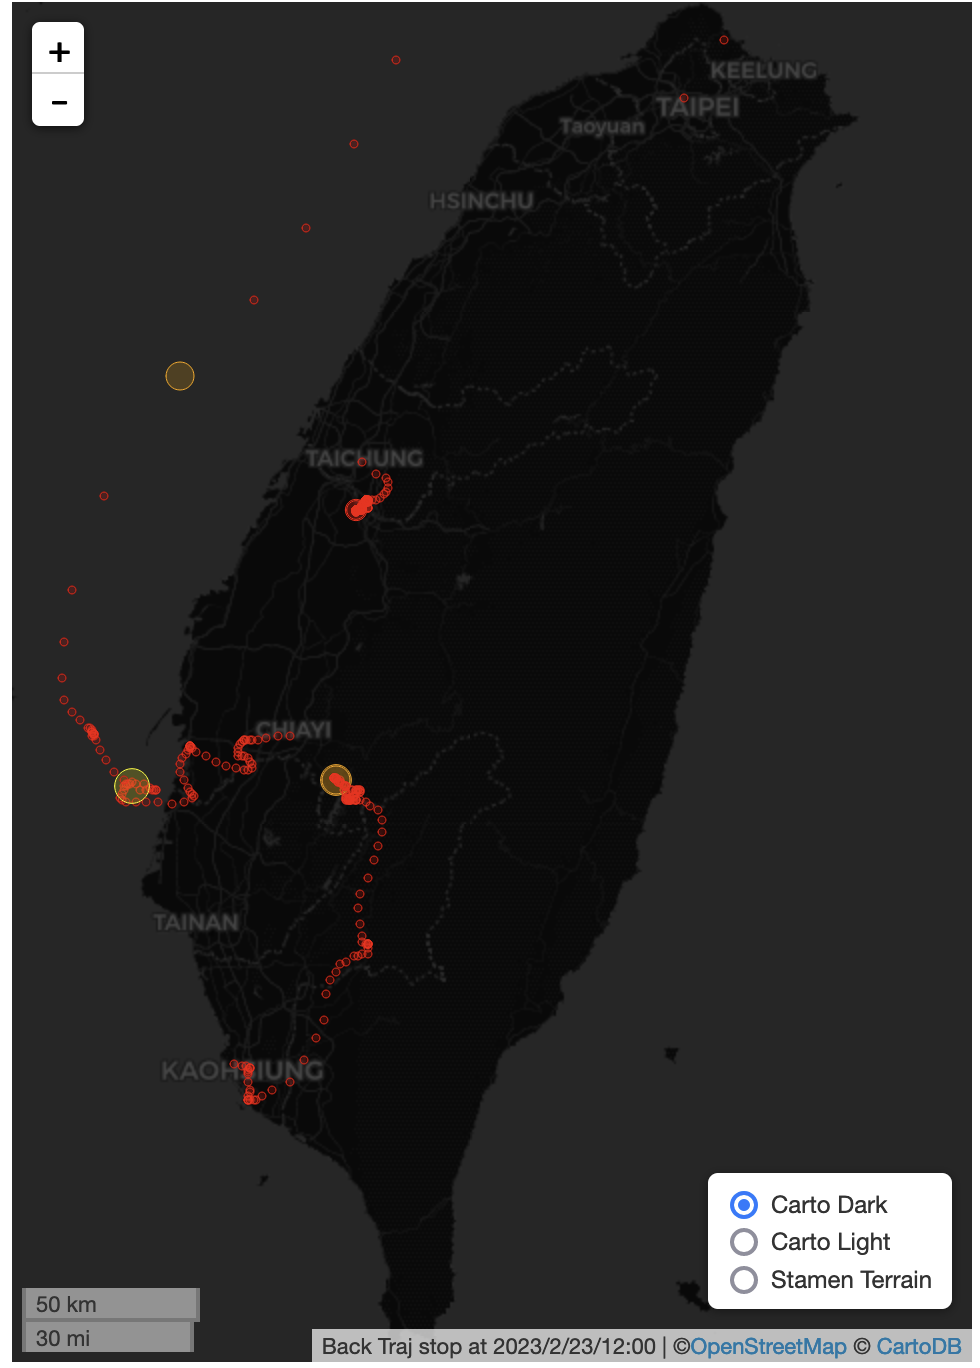 +
KEELUNG
TAIPEI
Taoyuan
-
HSINCHU
TAICHUNG
CHIAYI
TAINAN
KAOHSIUNG
Carto Dark
Carto Light
Stamen Terrain
50 km
30 mi
Back Traj stop at 2023/2/23/12:00 | ©OpenStreetMap © CartoDB